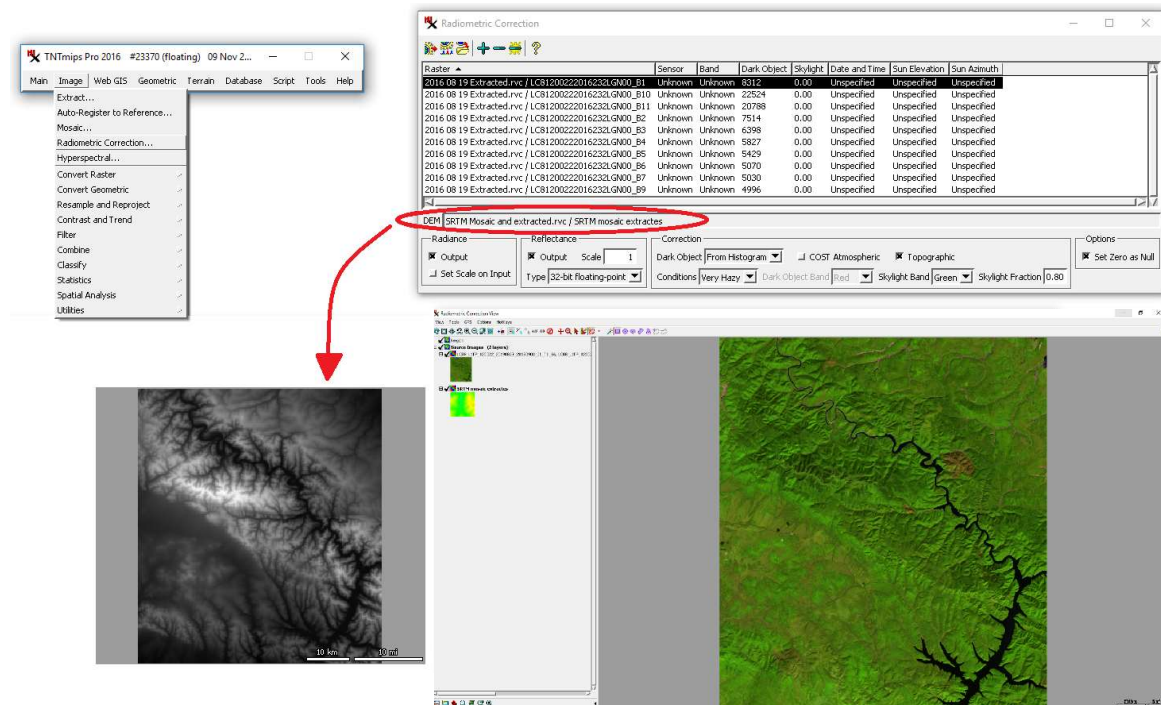 TNTmips Pro 2016 #23370 (floating) 09 Nov 2...
Main Image Web GIS Geometric Terrain Database Script Tools Help
Extract...
Auto-Register to Reference...
Mosaic...
Radiometric Correction...
Hyperspectral...
Convert Raster
Convert Geometric
Resample and Reproject
Contrast and Trend
Filter
Combine
Classify
Statistics
Spatial Analysis
Utilities
Radiometric Correction
Raster Sensor Band Dark Object Skylight Date and Time Sun Elevation Sun Azimuth
2016 08 19 Extracted.rvc / LC81200222016232LGN00_B1 Unknown Unknown 8312 0.00 Unspecified Unspecified Unspecified
2016 08 19 Extracted.rvc / LC81200222016232LGN00_B10 Unknown Unknown 22524 0.00 Unspecified Unspecified Unspecified
2016 08 19 Extracted.rvc / LC81200222016232LGN00_B11 Unknown Unknown 20788 0.00 Unspecified Unspecified Unspecified
2016 08 19 Extracted.rvc / LC81200222016232LGN00_B2 Unknown Unknown 7514 0.00 Unspecified Unspecified Unspecified
2016 08 19 Extracted.rvc / LC81200222016232LGN00_B3 Unknown Unknown 6398 0.00 Unspecified Unspecified Unspecified
2016 08 19 Extracted.rvc / LC81200222016232LGN00_B4 Unknown Unknown 5827 0.00 Unspecified Unspecified Unspecified
2016 08 19 Extracted.rvc / LC81200222016232LGN00_B5 Unknown Unknown 5429 0.00 Unspecified Unspecified Unspecified
2016 08 19 Extracted.rvc / LC81200222016232LGN00_B6 Unknown Unknown 5070 0.00 Unspecified Unspecified Unspecified
2016 08 19 Extracted.rvc / LC81200222016232LGN00_B7 Unknown Unknown 5030 0.00 Unspecified Unspecified Unspecified
2016 08 19 Extracted.rvc / LC81200222016232LGN00_B9 Unknown Unknown 4996 0.00 Unspecified Unspecified Unspecified
DEM SRTM Mosaic and extracted.rvc / SRTM mosaic extractes
Radiance Reflectance Correction Options
Output Output Scale 1 Dark Object From Histogram COST Atmospheric Topographic Set Zero as Null
Set Scale on Input Type 32-bit floating-point Conditions Very Hazy Dark Object Band Red Skylight Band Green Skylight Fraction 0.80
Radiometric Correction View
View Tools GPS Options HotKeys
Source Images (2 layers)
SRTM mosaic extractes
10 km 10 mi